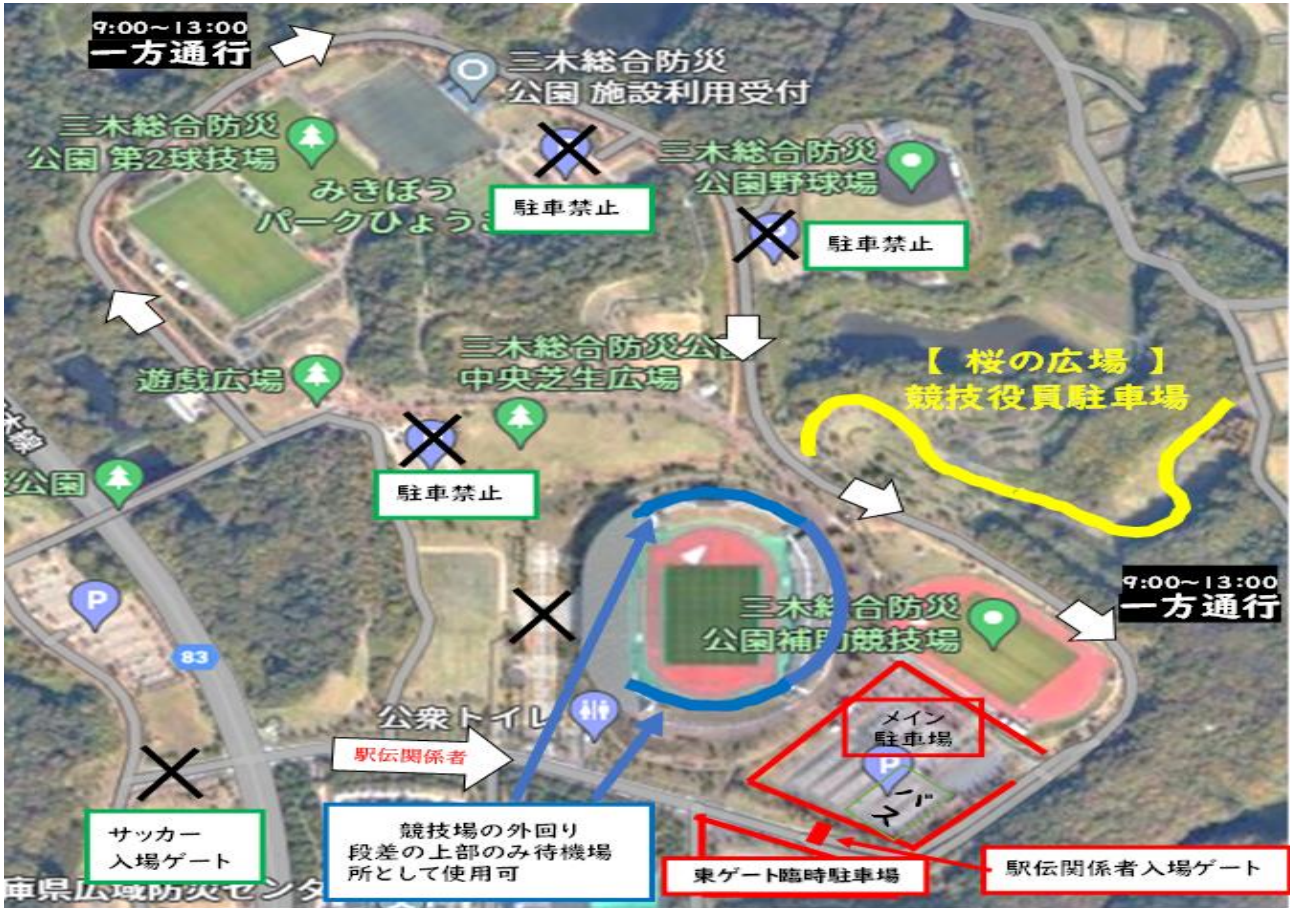 9:00~13:00
一方通行
三木総合防災
公園 施設利用受付
三木総合防災
公園 第2球技場
みきぼう
パークひょう
駐車禁止
三木総合防災
公園野球場
駐車禁止
三木総合防災公
中央芝生広場
遊戯広場
駐車禁止
【 桜の広場 】
競技役員駐車場
木線
公園
P
83
9:00~13:00
一方通行
三木総合防災
公園補助競技場
公衆トイレ
駅伝関係者
メイン
駐車場
P
バス
サッカー
入場ゲート
競技場の外回り
段差の上部のみ待機場
所として使用可
東ゲート臨時駐車場
駅伝関係者入場ゲート
庫県広域防災センタ